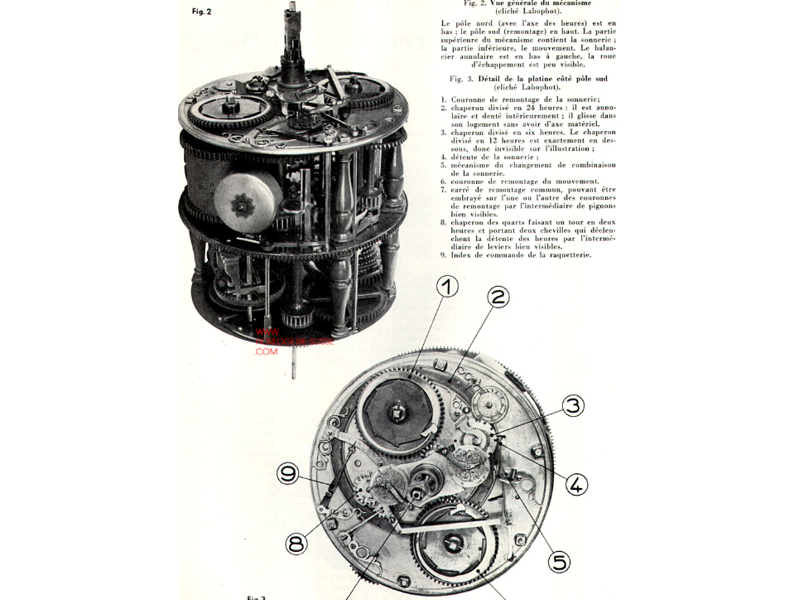 Fig. 2
Fig. 2. Vue générale du mécanisme
(cliché Labophot).
Le pôle nord (avec l'axe des heures) est en
bas ; le pôle sud (remontage) en haut. La partie
supérieure du mécanisme contient la sonnerie ;
la partie inférieure, le mouvement. Le balan-
cier annulaire est en bas à gauche, la roue
d'échappement est peu visible.
Fig. 3. Détail de la platine côté pôle sud
(cliché Labophot).
1. Couronne de remontage de la sonnerie;
2. chaperon divisé en 24 heures : il est annu-
laire et denté intérieurement ; il glisse dans
son logement sans avoir d'axe matériel.
3. chaperon divisé en six heures. Le chaperon
divisé en 12 heures est exactement en des-
sous, donc invisible sur l'illustration ;
4. détente de la sonnerie ;
5. mécanisme du changement de combinaison
de la sonnerie.
6. couronne de remontage du mouvement.
7. carré de remontage commun, pouvant être
embrayé sur l'une ou l'autre des couronnes
de remontage par l'intermédiaire de pignons
bien visibles.
8. chaperon des quarts faisant un tour en deux
heures et portant deux chevilles qui déclen-
chent la détente des heures par l'intermé-
diaire de leviers bien visibles.
9. Index de commande de la raquetterie.
WWW.
.COM
1
2
3
4
5
9
8